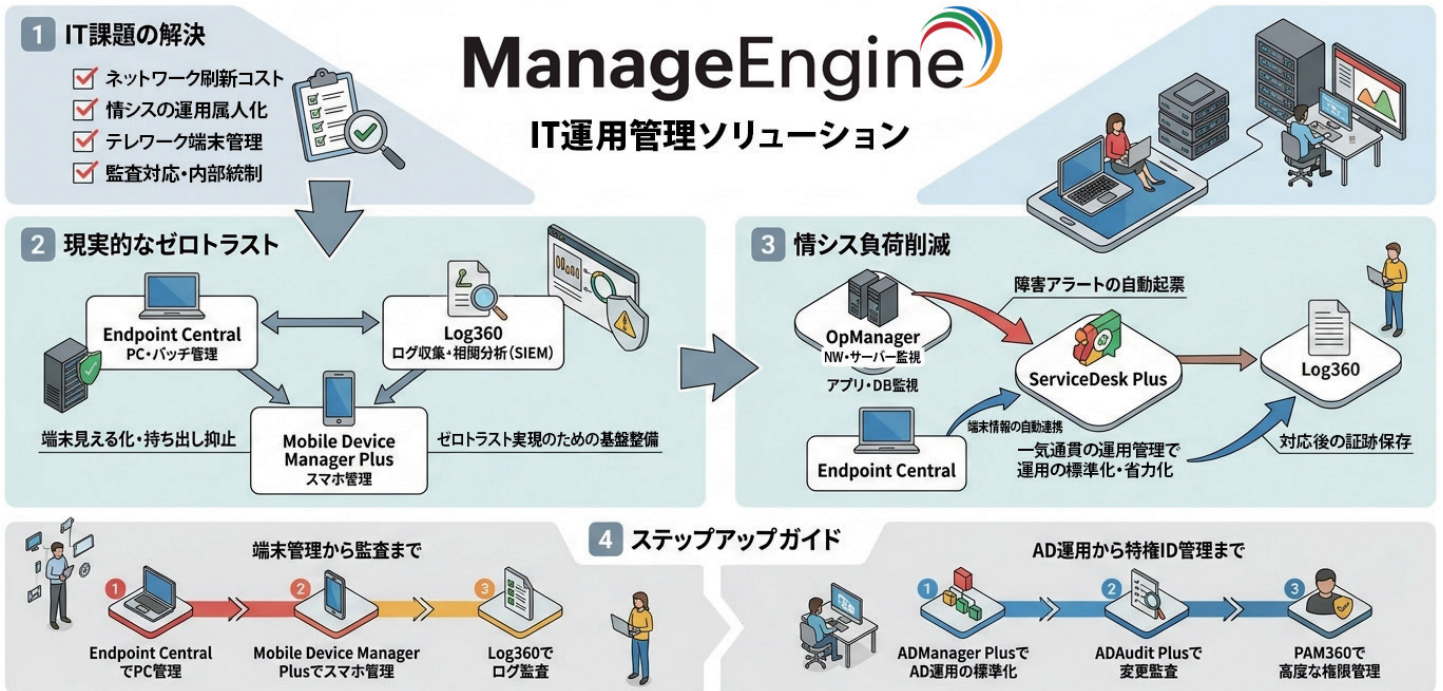 ManageEngine
IT運用管理ソリューション
1 IT課題の解決
ネットワーク刷新コスト
情シスの運用属人化
テレワーク端末管理
監査対応・内部統制
2 現実的なゼロトラスト
Endpoint Central
PC・パッチ管理
Log360
ログ収集・相関分析（SIEM）
端末見える化・持ち出し抑止
Mobile Device
Manager Plus
スマホ管理
ゼロトラスト実現のための基盤整備
3 情シス負荷削減
障害アラートの自動起票
OpManager
NW・サーバー監視
アプリ・DB監視
ServiceDesk Plus
Log360
端末情報の自動連携
Endpoint Central
一気通貫の運用管理で
運用の標準化・省力化
対応後の証跡保存
4 ステップアップガイド
端末管理から監査まで
1
Endpoint Central
でPC管理
2
Mobile Device Manager
Plusでスマホ管理
3
Log360で
ログ監査
AD運用から特権ID管理まで
1
ADManager Plusで
AD運用の標準化
2
ADAudit Plusで
変更監査
3
PAM360で
高度な権限管理